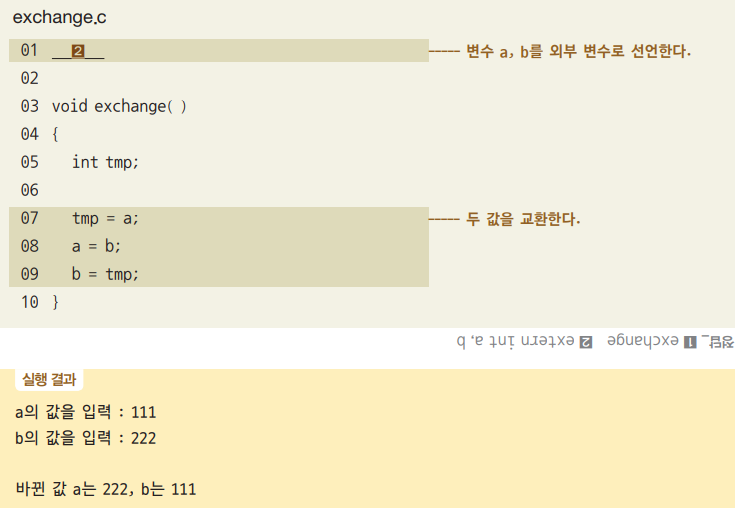 exchange.c
01 __2__ ----- 변수 a, b를 외부 변수로 선언한다.
02
03 void exchange( )
04 {
05 int tmp;
06
07 tmp = a; ----- 두 값을 교환한다.
08 a = b;
09 b = tmp;
10 }
정답_ 1 exchange 2 extern int a, b
실행 결과
a의 값을 입력 : 111
b의 값을 입력 : 222
바뀐 값 a는 222, b는 111